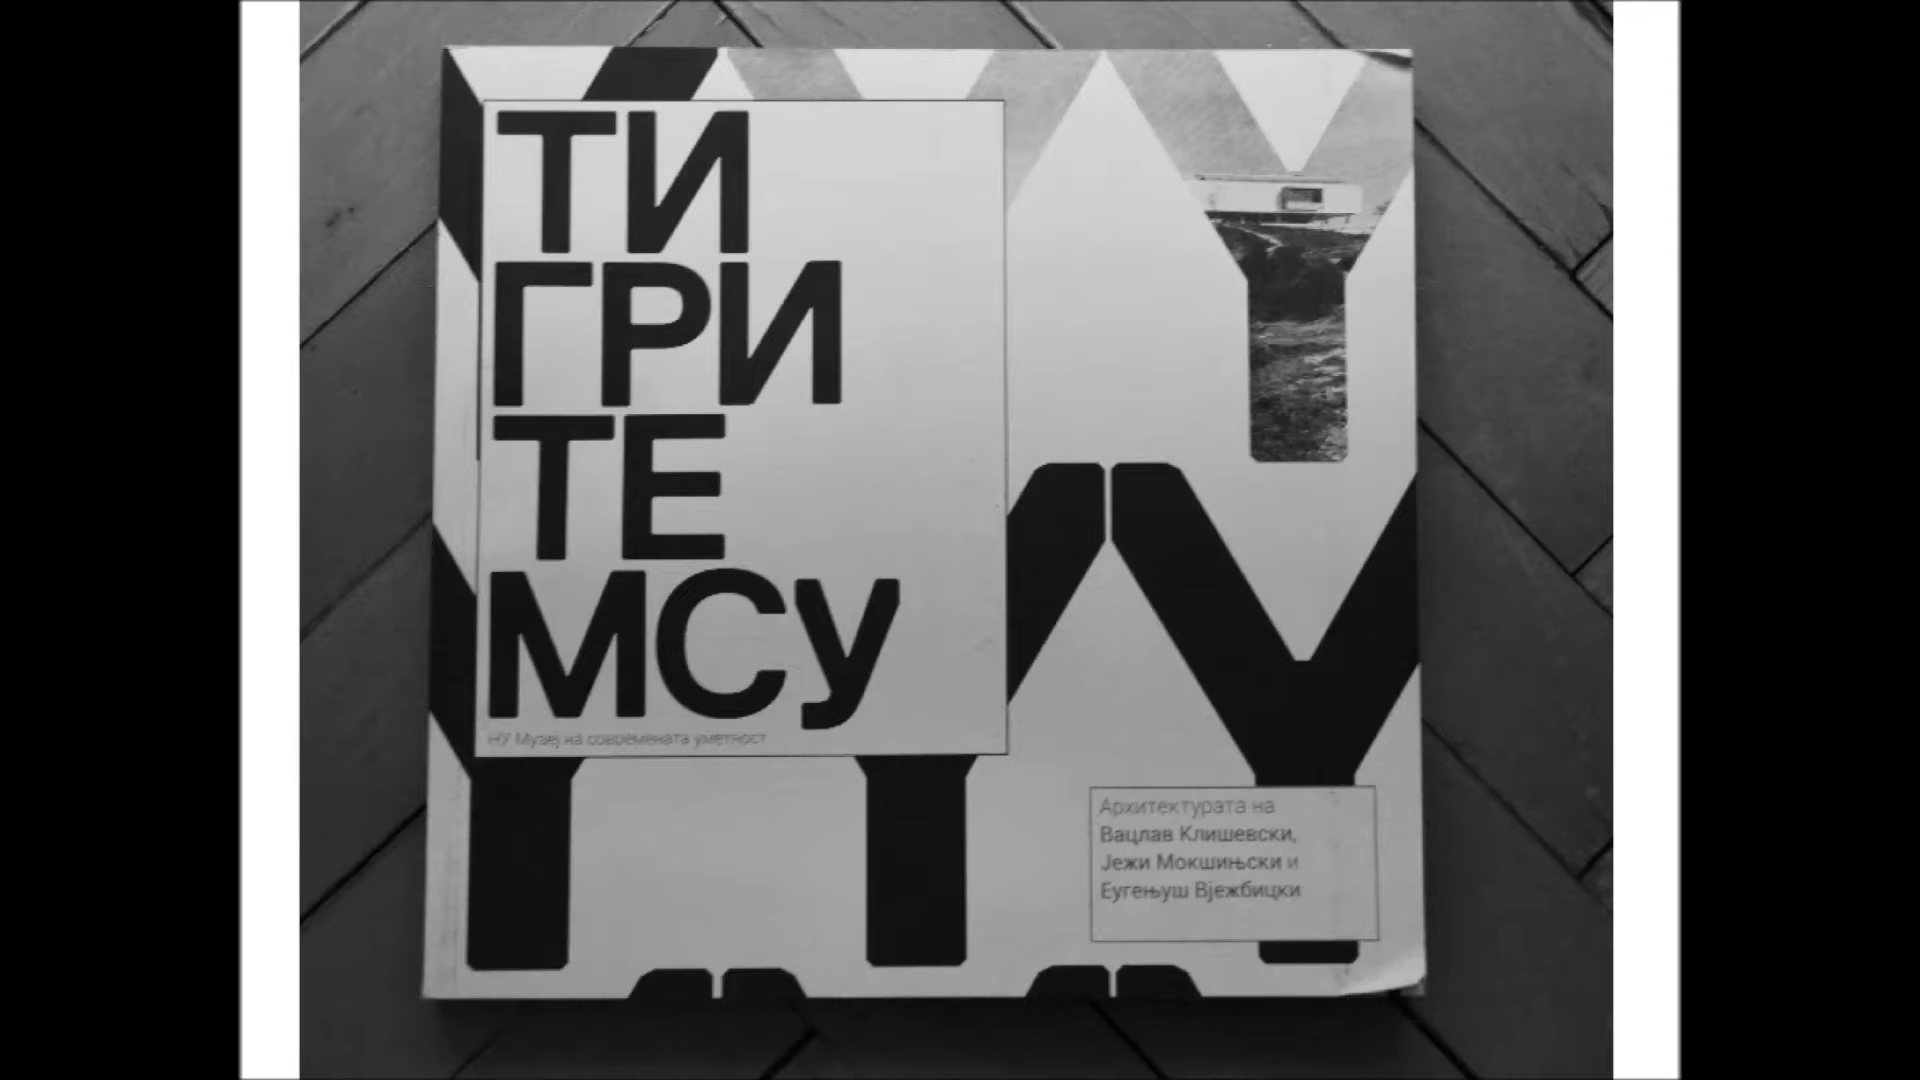 ТИ
ГРИ
ТЕ
МСУ
НУ Музеј на современата уметност
Архитектурата на
Вацлав Клишевски,
Јежи Мокшињски и
Еугењуш Вјежбицки